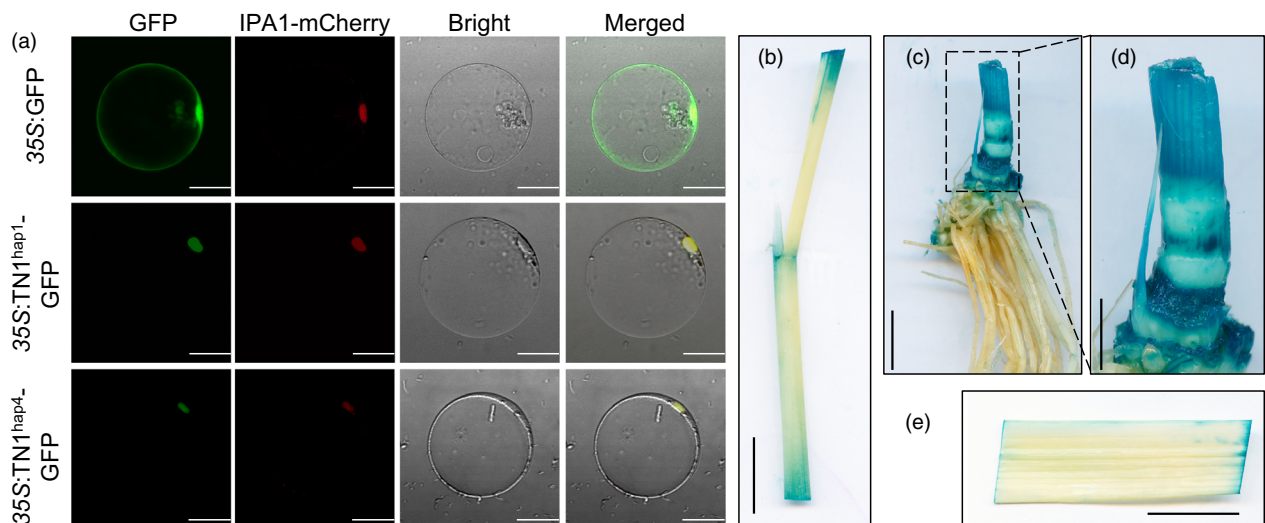 GFP IPA1-mCherry Bright Merged
(a)
35S:GFP
35S:TN1hap1-
GFP
35S:TN1hap4-
GFP
(b)
(c)
(d)
(e)